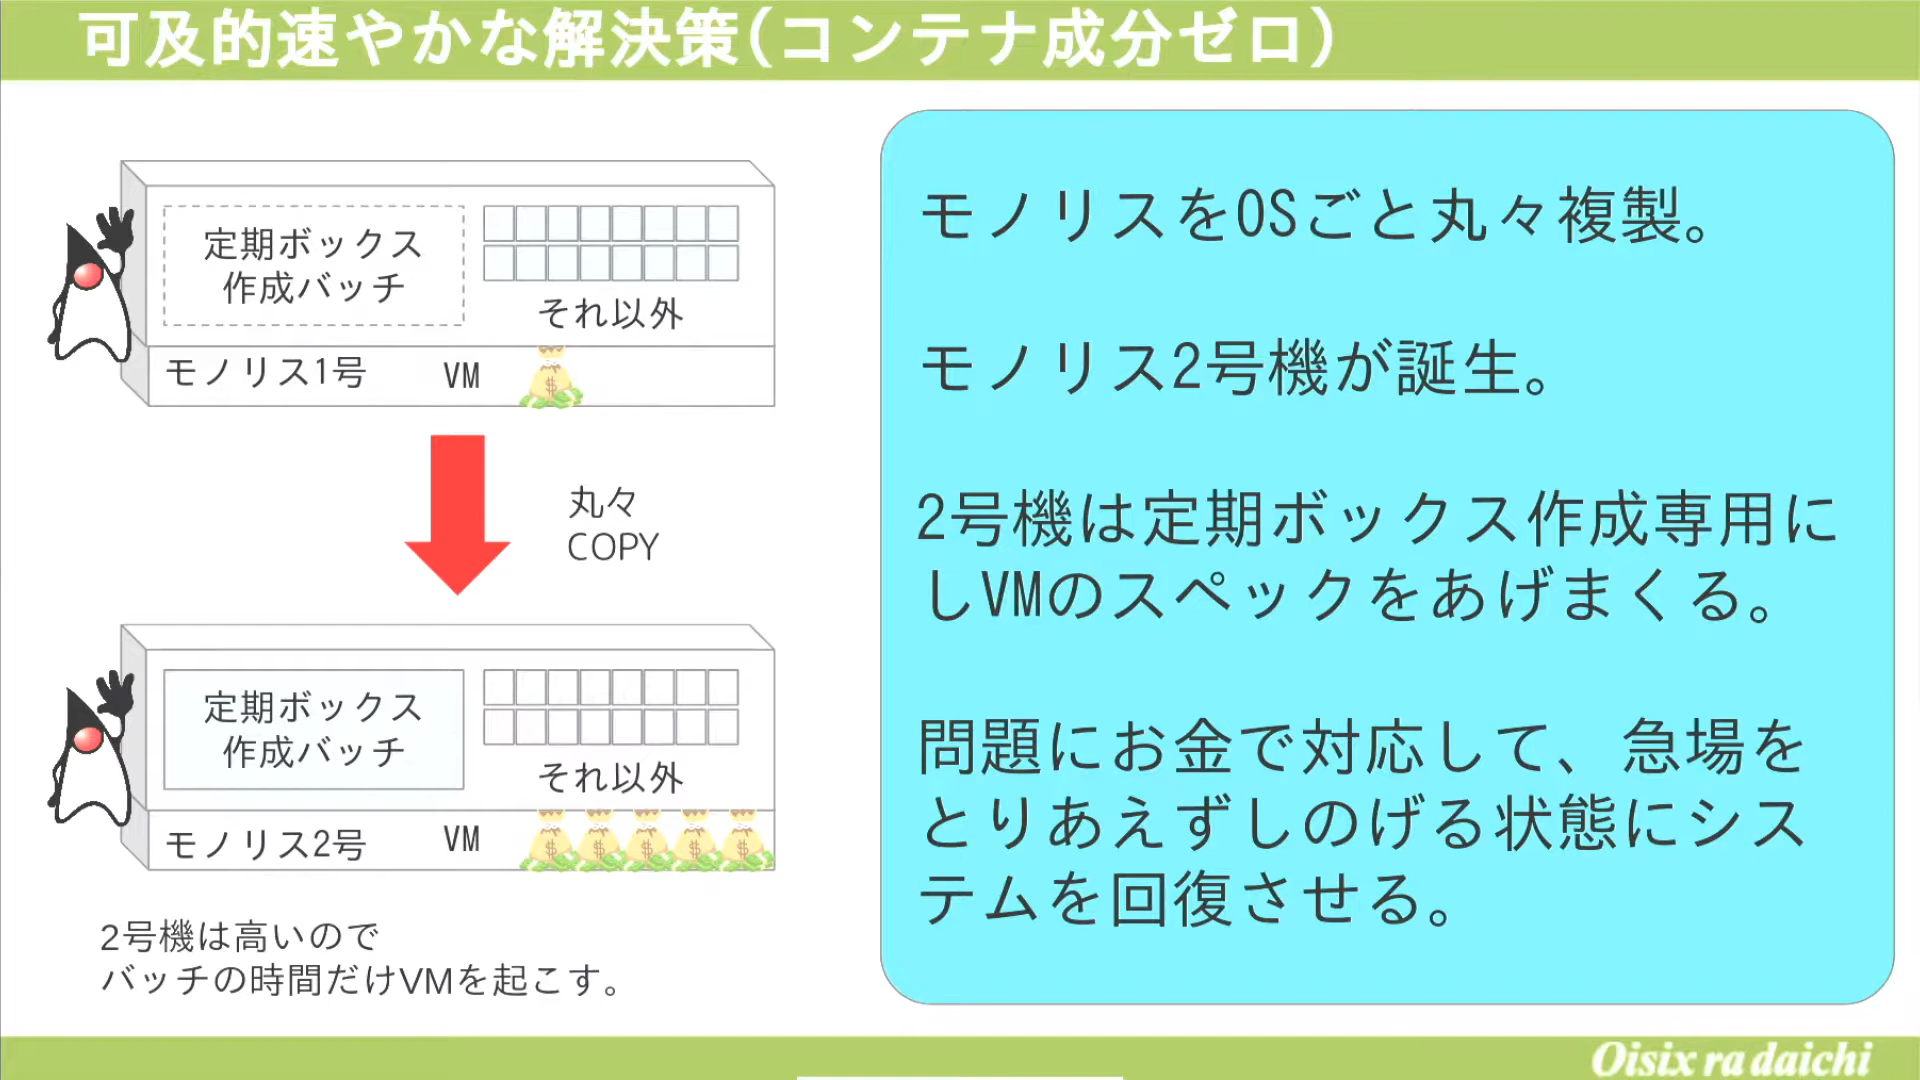 可及的速やかな解決策(コンテナ成分ゼロ)
定期ボックス
作成バッチ
それ以外
モノリス1号
VM
丸々
COPY
定期ボックス
作成バッチ
それ以外
モノリス2号
VM
2号機は高いので
バッチの時間だけVMを起こす。
モノリスをOSごと丸々複製。
モノリス2号機が誕生。
2号機は定期ボックス作成専用に
しVMのスペックをあげまくる。
問題にお金で対応して、急場を
とりあえずしのげる状態にシス
テムを回復させる。
Oisix ra daichi